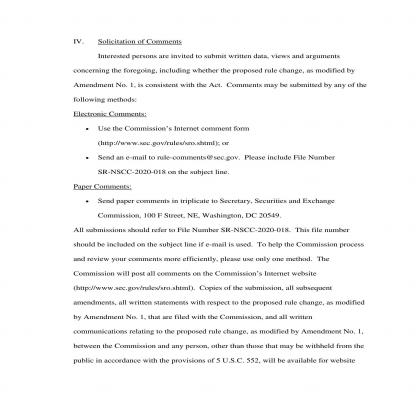 IV. Solicitation of Comments
Interested persons are invited to submit written data, views and arguments
concerning the foregoing, including whether the proposed rule change, as modified by
Amendment No. 1, is consistent with the Act. Comments may be submitted by any of the
following methods:
Electronic Comments:
• Use the Commission's Internet comment form
(http://www.sec.gov/rules/sro.shtml); or
• Send an e-mail to rule-comments@sec.gov. Please include File Number
SR-NSCC-2020-018 on the subject line.
Paper Comments:
• Send paper comments in triplicate to Secretary, Securities and Exchange
Commission, 100 F Street, NE, Washington, DC 20549.
All submissions should refer to File Number SR-NSCC-2020-018. This file number
should be included on the subject line if e-mail is used. To help the Commission process
and review your comments more efficiently, please use only one method. The
Commission will post all comments on the Commission's Internet website
(http://www.sec.gov/rules/sro.shtml). Copies of the submission, all subsequent
amendments, all written statements with respect to the proposed rule change, as modified
by Amendment No. 1, that are filed with the Commission, and all written
communications relating to the proposed rule change, as modified by Amendment No. 1,
between the Commission and any person, other than those that may be withheld from the
public in accordance with the provisions of 5 U.S.C. 552, will be available for website